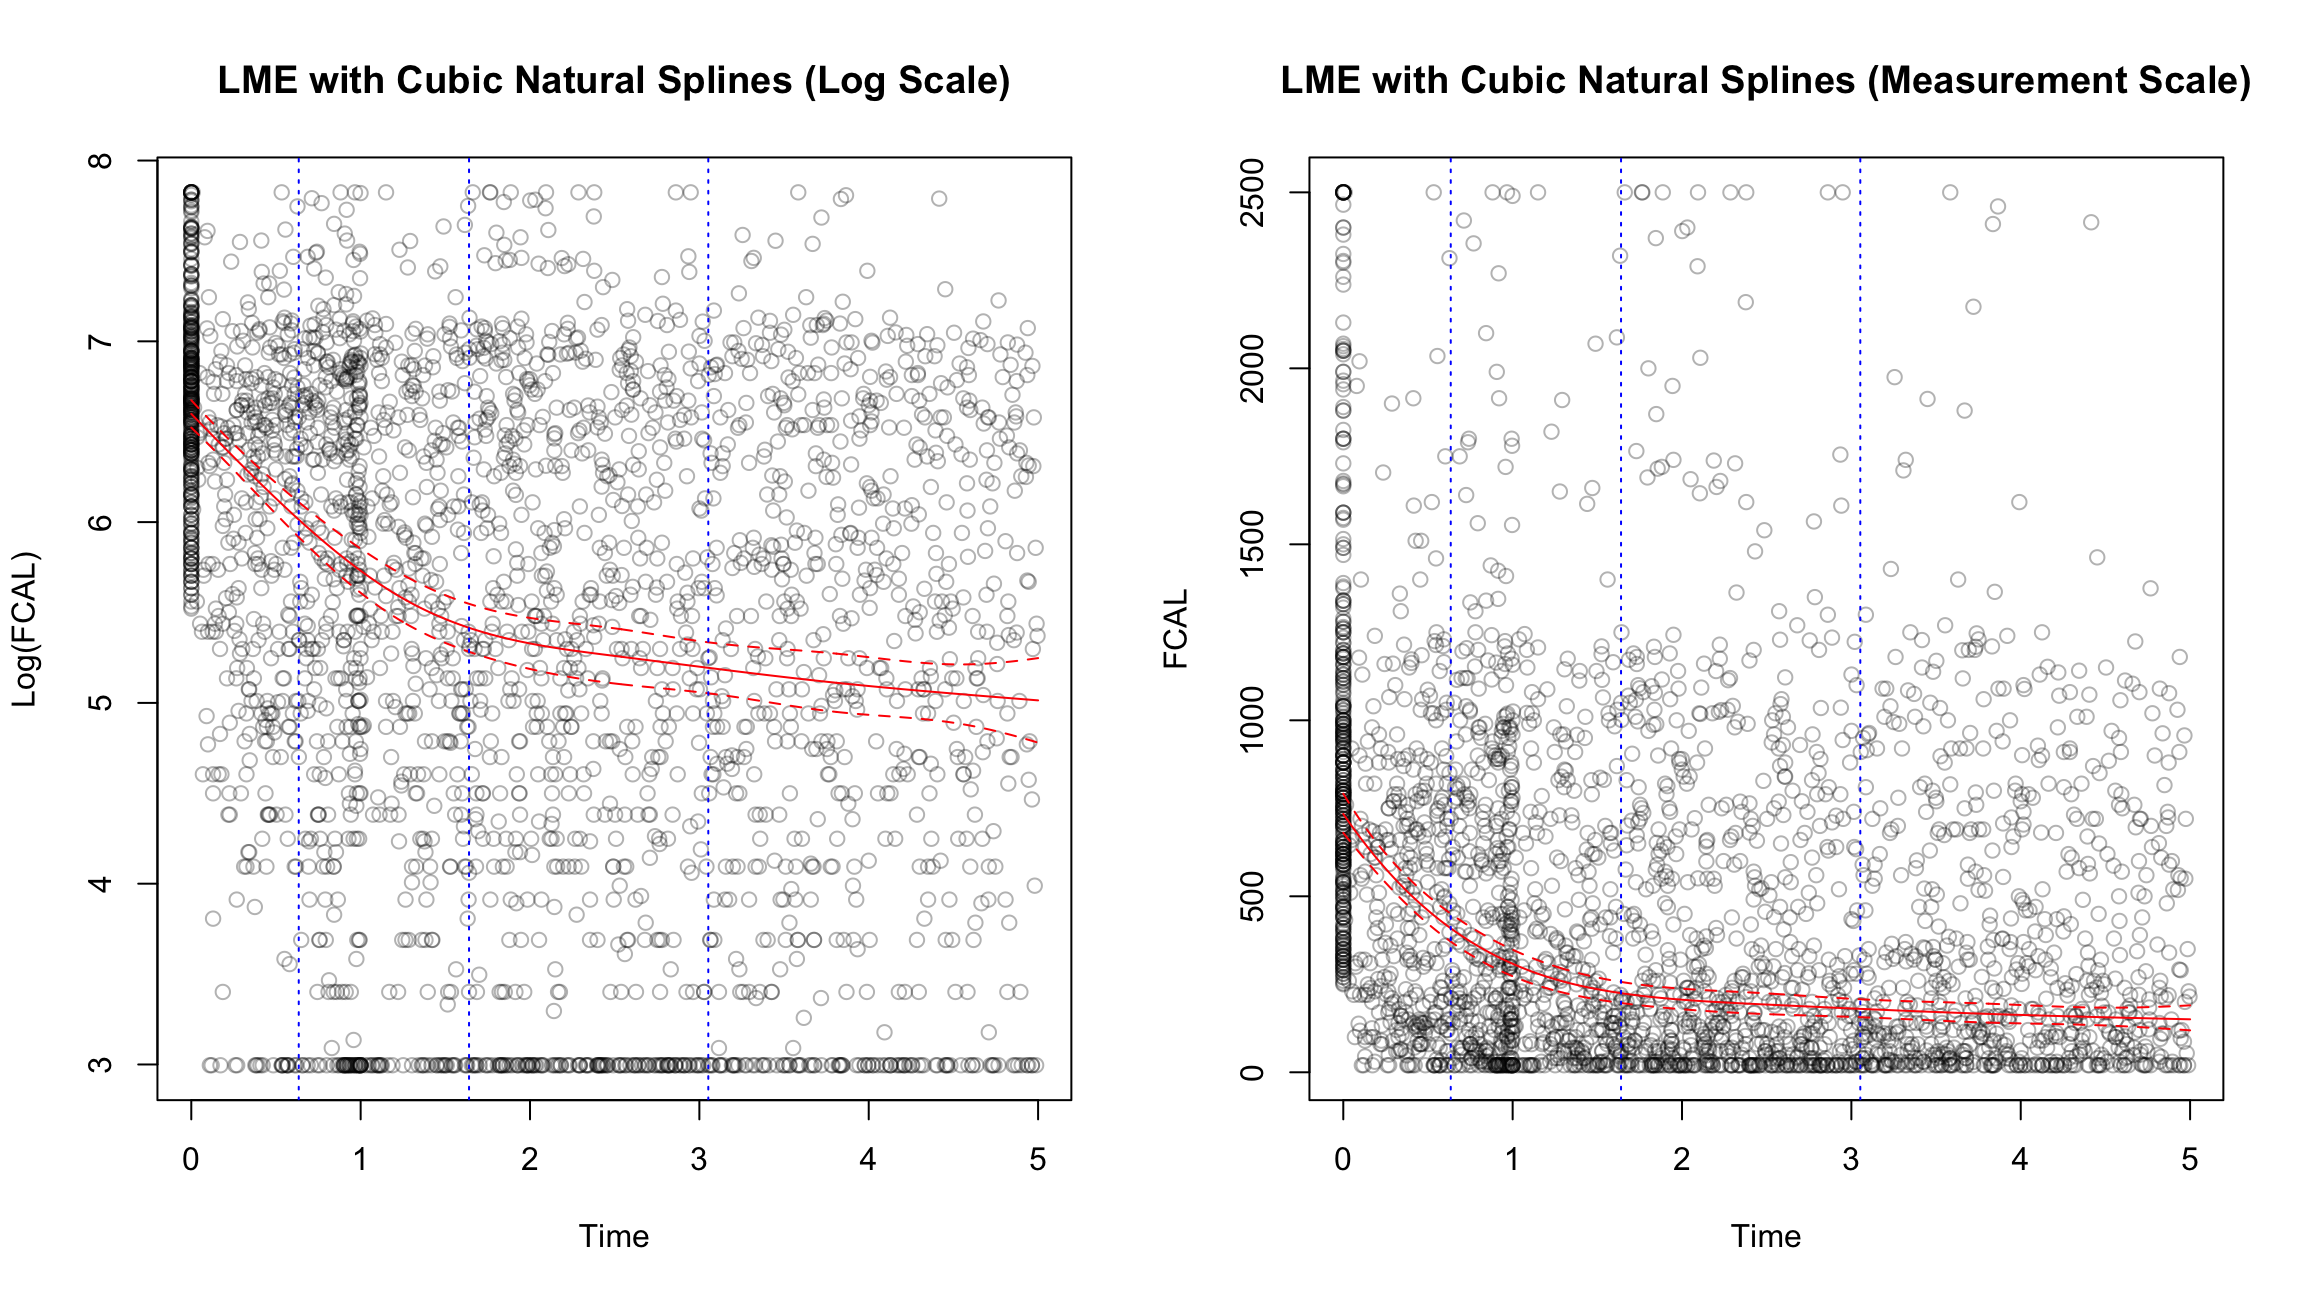 LME with Cubic Natural Splines (Log Scale)
Log(FCAL)
8
7
6
5
4
3
0 1 2 3 4 5
Time
LME with Cubic Natural Splines (Measurement Scale)
FCAL
2500
2000
1500
1000
500
0
0 1 2 3 4 5
Time